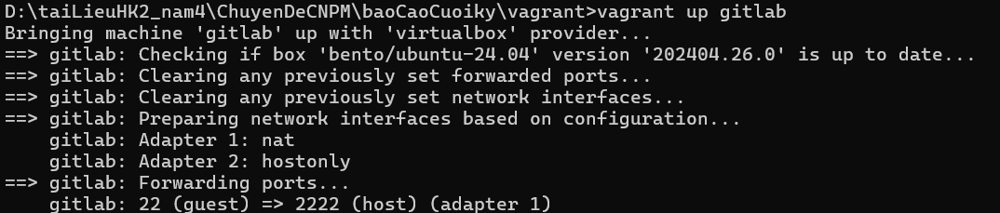 D:\taiLieuHK2_nam4\ChuyenDeCNPM\baoCaoCuoiky\vagrant>vagrant up gitlab
Bringing machine 'gitlab' up with 'virtualbox' provider...
==> gitlab: Checking if box 'bento/ubuntu-24.04' version '202404.26.0' is up to date...
==> gitlab: Clearing any previously set forwarded ports...
==> gitlab: Clearing any previously set network interfaces...
==> gitlab: Preparing network interfaces based on configuration...
    gitlab: Adapter 1: nat
    gitlab: Adapter 2: hostonly
==> gitlab: Forwarding ports...
    gitlab: 22 (guest) => 2222 (host) (adapter 1)